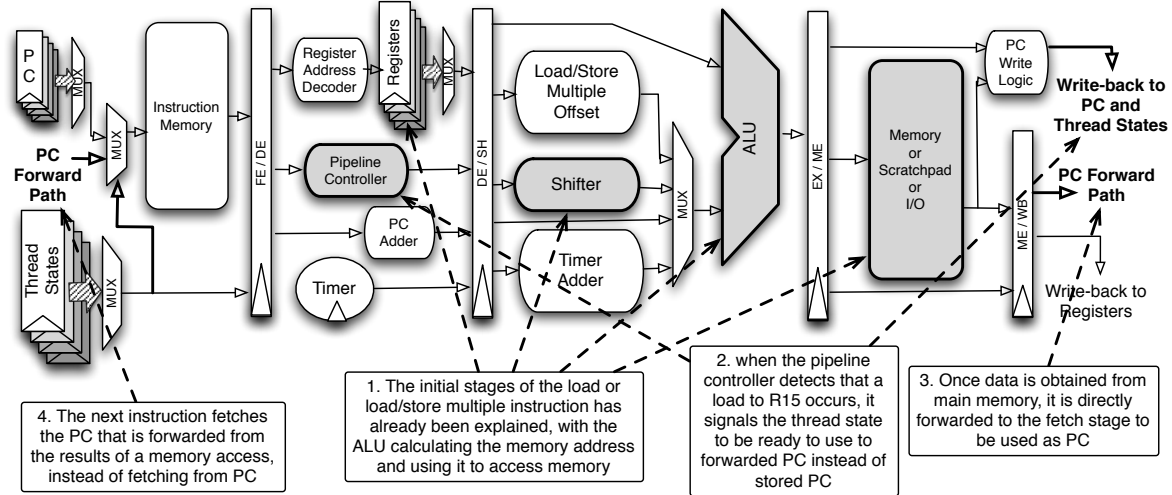 PC
MUX
MUX
PC
Forward
Path
Thread
States
MUX
Instruction
Memory
FE / DE
Register
Address
Decoder
Registers
MUX
Pipeline
Controller
PC
Adder
Timer
DE / SH
Load/Store
Multiple
Offset
Shifter
Timer
Adder
MUX
ALU
EX / ME
Memory
or
Scratchpad
or
I/O
PC
Write
Logic
ME / WB
Write-back to
PC and
Thread States
PC Forward
Path
Write-back to
Registers
4. The next instruction fetches
the PC that is forwarded from
the results of a memory access,
instead of fetching from PC
1. The initial stages of the load or
load/store multiple instruction has
already been explained, with the
ALU calculating the memory address
and using it to access memory
2. when the pipeline
controller detects that a
load to R15 occurs, it
signals the thread state
to be ready to use to
forwarded PC instead of
stored PC
3. Once data is obtained from
main memory, it is directly
forwarded to the fetch stage to
be used as PC